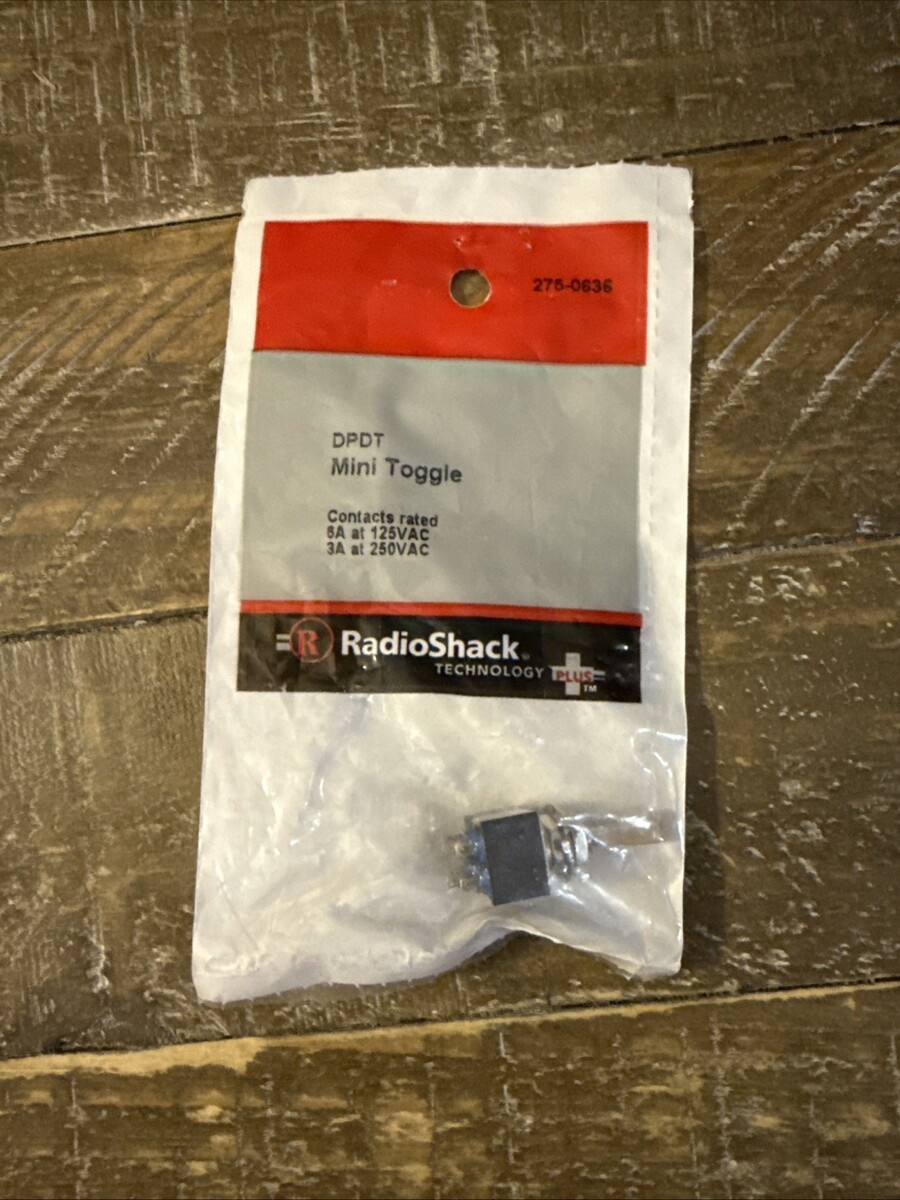 275-0636
DPDT
Mini Toggle
Contacts rated
6A at 125VAC
3A at 250VAC
R RadioShack®
TECHNOLOGY PLUS ™